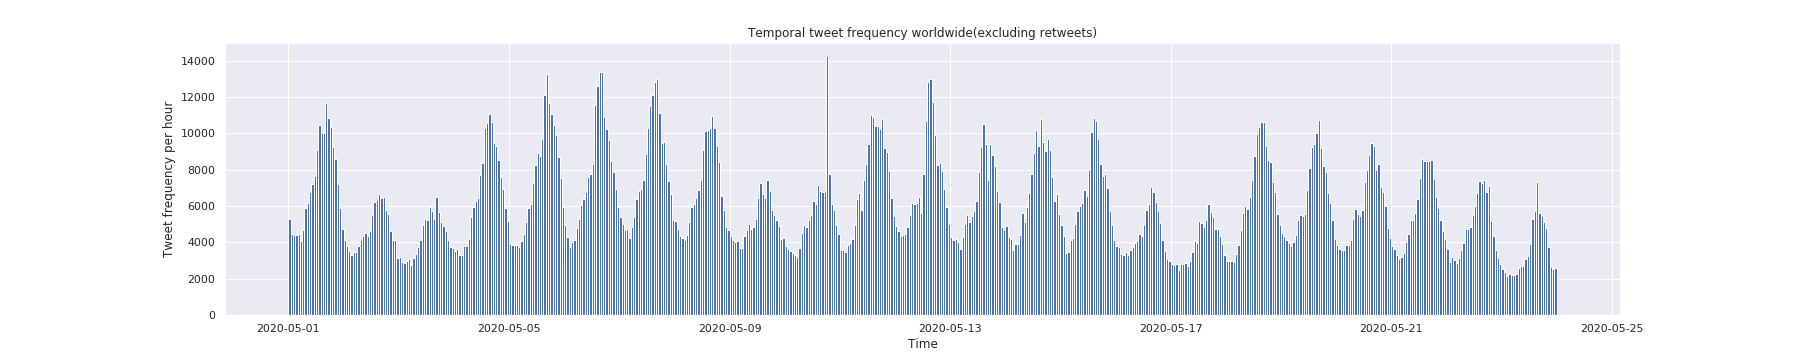 Temporal tweet frequency worldwide(excluding retweets)
14000
12000
10000
8000
6000
4000
2000
0
Tweet frequency per hour
2020-05-01 2020-05-05 2020-05-09 2020-05-13 2020-05-17 2020-05-21 2020-05-25
Time